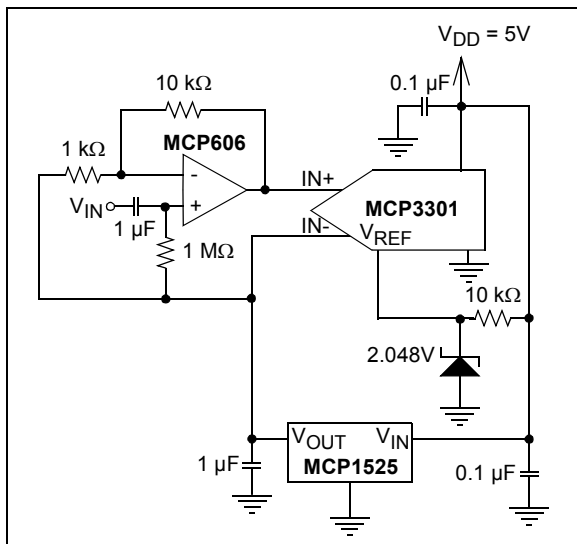 V_DD = 5V
0.1 µF
10 kΩ
MCP606
1 kΩ
-
+
V_IN
1 µF
1 MΩ
IN+
IN-
MCP3301
V_REF
10 kΩ
2.048V
V_OUT V_IN
MCP1525
1 µF
0.1 µF